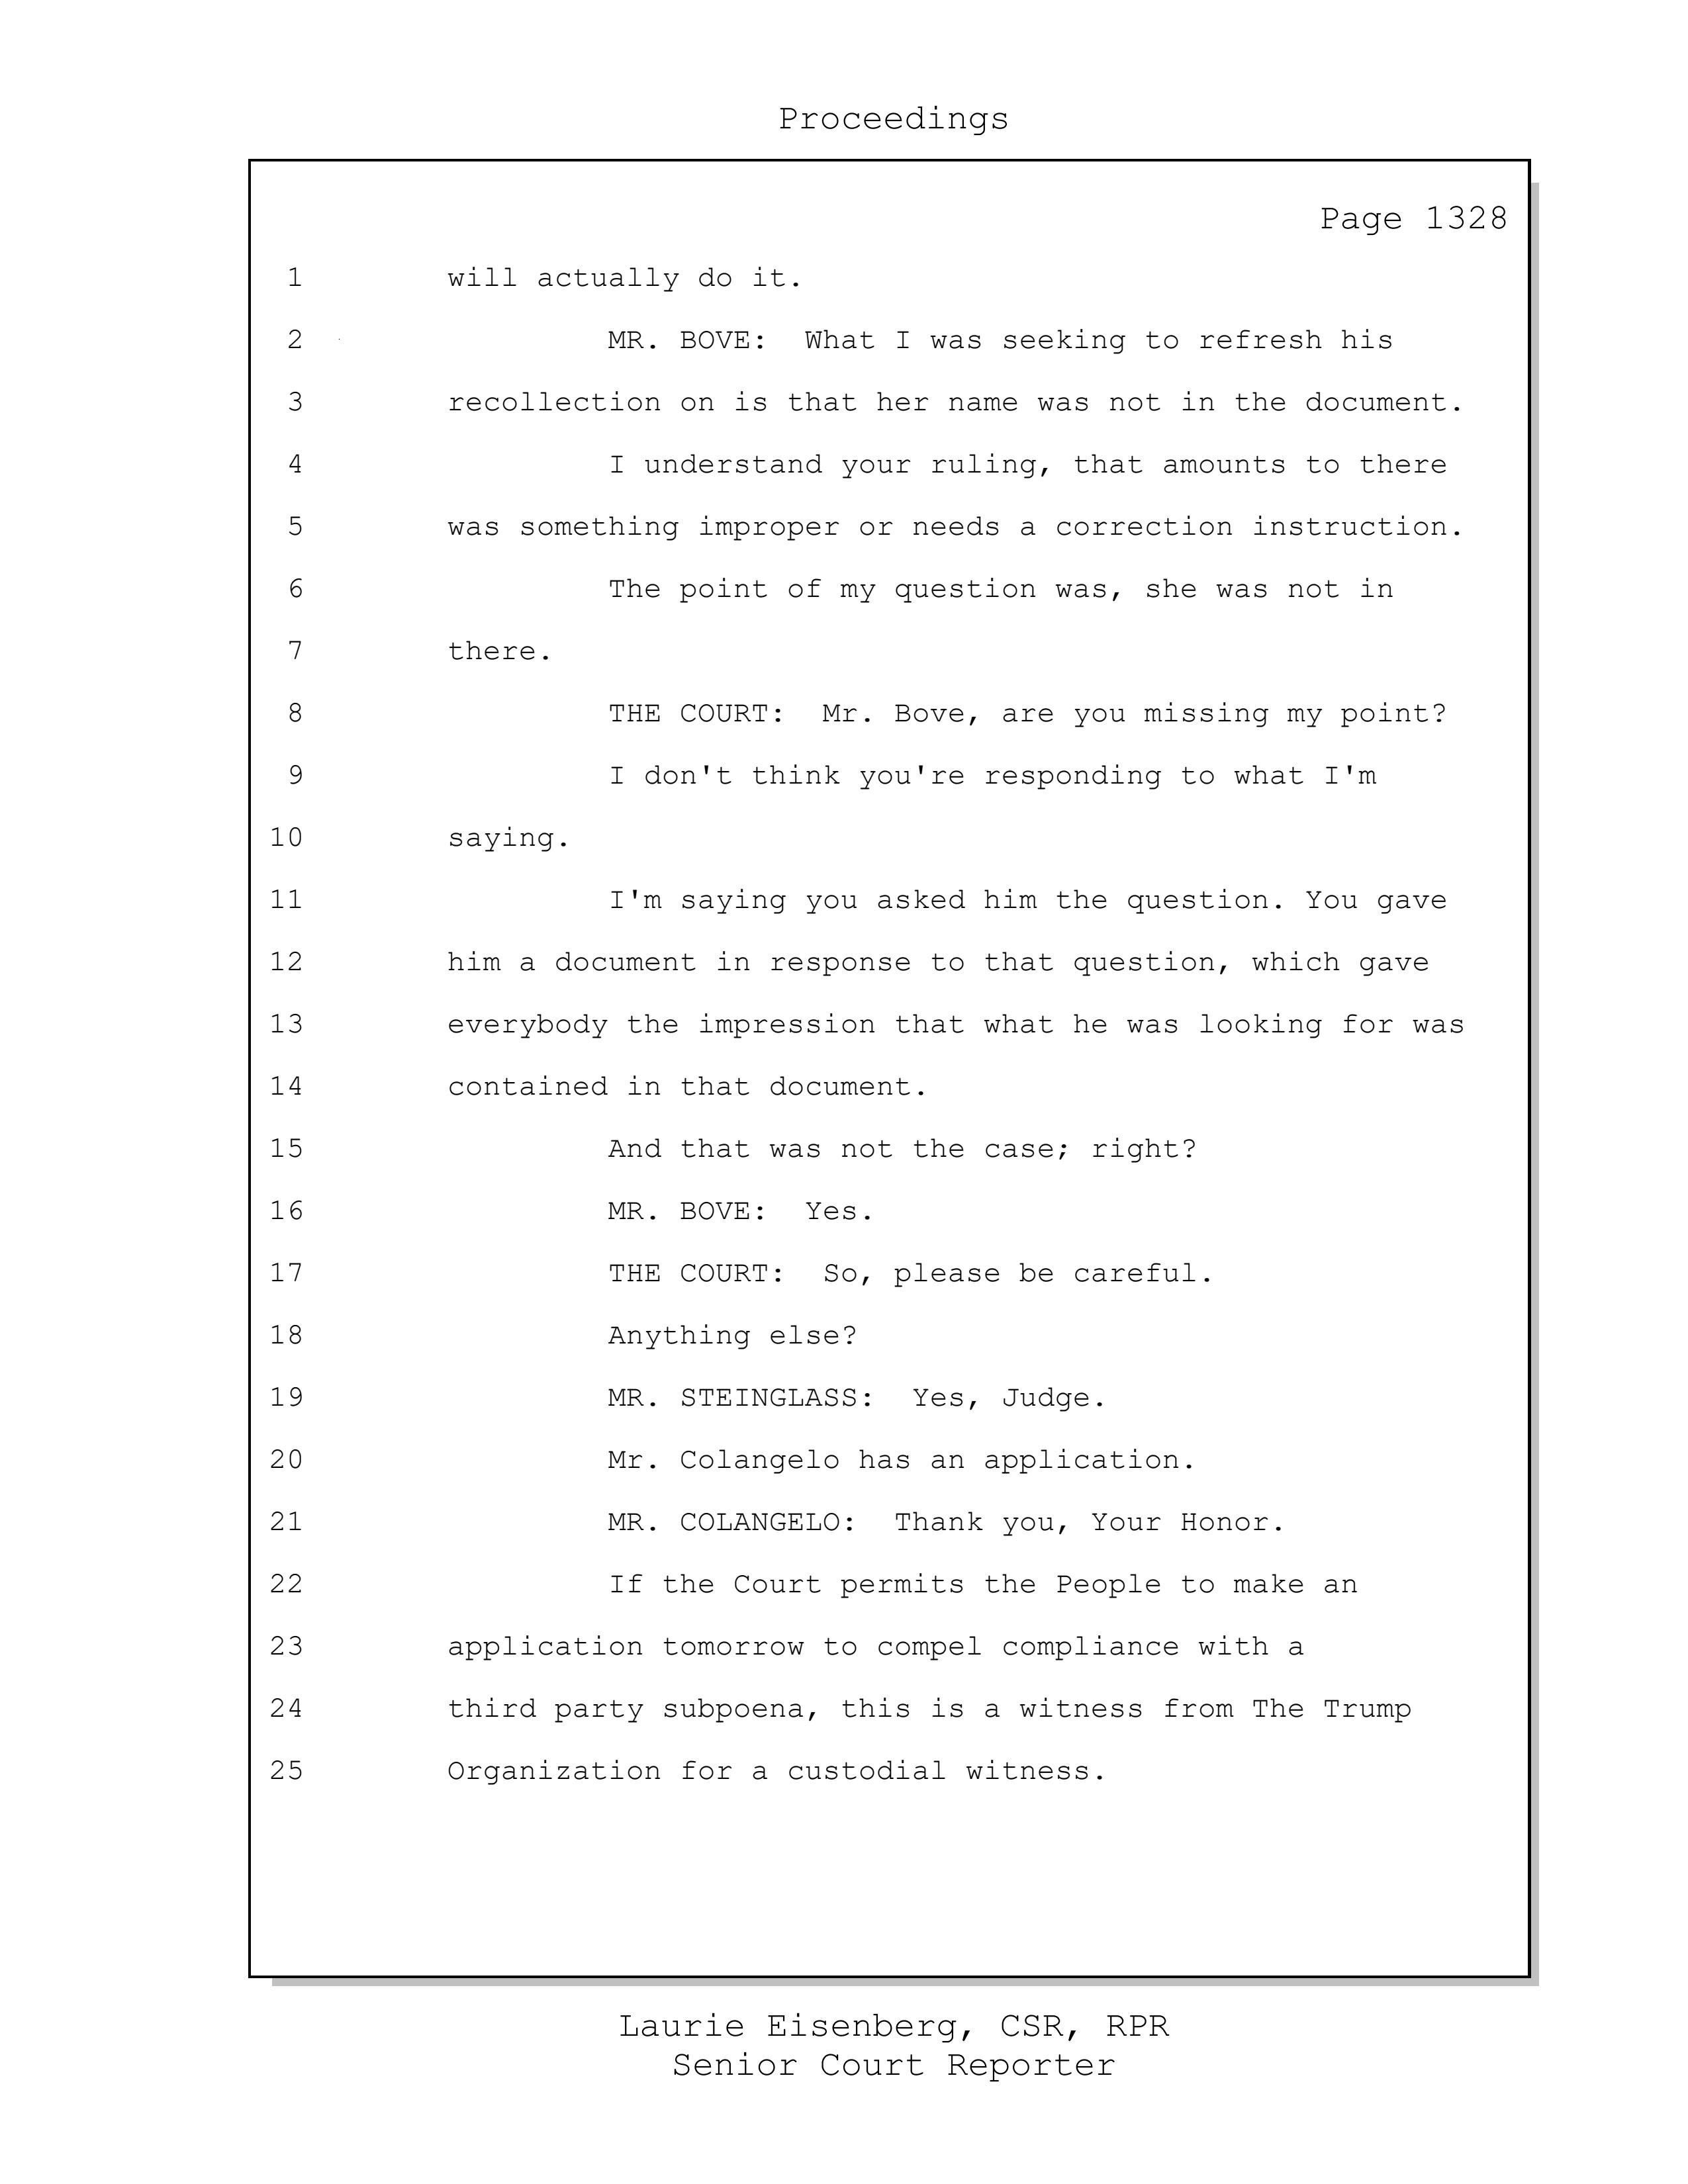 Proceedings
Page 1328
1 will actually do it.
2 MR. BOVE: What I was seeking to refresh his
3 recollection on is that her name was not in the document.
4 I understand your ruling, that amounts to there
5 was something improper or needs a correction instruction.
6 The point of my question was, she was not in
7 there.
8 THE COURT: Mr. Bove, are you missing my point?
9 I don't think you're responding to what I'm
10 saying.
11 I'm saying you asked him the question. You gave
12 him a document in response to that question, which gave
13 everybody the impression that what he was looking for was
14 contained in that document.
15 And that was not the case; right?
16 MR. BOVE: Yes.
17 THE COURT: So, please be careful.
18 Anything else?
19 MR. STEINGLASS: Yes, Judge.
20 Mr. Colangelo has an application.
21 MR. COLANGELO: Thank you, Your Honor.
22 If the Court permits the People to make an
23 application tomorrow to compel compliance with a
24 third party subpoena, this is a witness from The Trump
25 Organization for a custodial witness.
Laurie Eisenberg, CSR, RPR
Senior Court Reporter